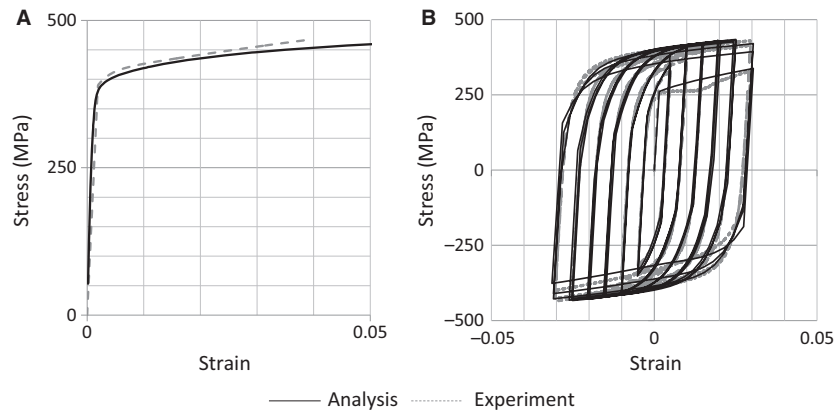 A
500
250
0
0
0.05
Stress (MPa)
Strain
B
500
250
0
−250
−500
−0.05
0
0.05
Stress (MPa)
Strain
Analysis
Experiment